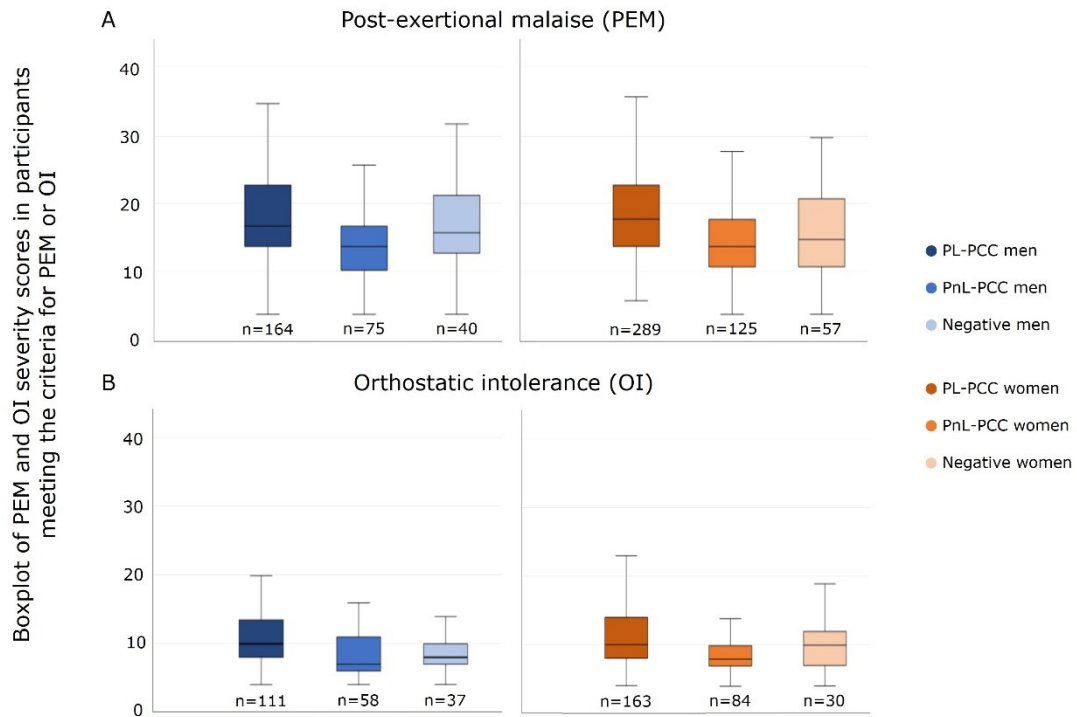 A
Post-exertional malaise (PEM)
Boxplot of PEM and OI severity scores in participants
meeting the criteria for PEM or OI
40
30
20
10
0
n=164
n=75
n=40
n=289
n=125
n=57
B
Orthostatic intolerance (OI)
40
30
20
10
0
n=111
n=58
n=37
n=163
n=84
n=30
PL-PCC men
PnL-PCC men
Negative men
PL-PCC women
PnL-PCC women
Negative women